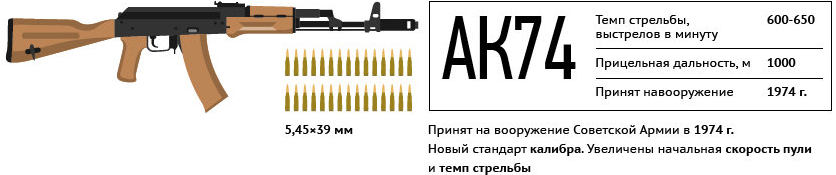 АК74
Темп стрельбы, 600-650
выстрелов в минуту
Прицельная дальность, м 1000
Принят навооружение 1974 г.
5,45×39 мм
Принят на вооружение Советской Армии в 1974 г.
Новый стандарт калибра. Увеличены начальная скорость пули
и темп стрельбы